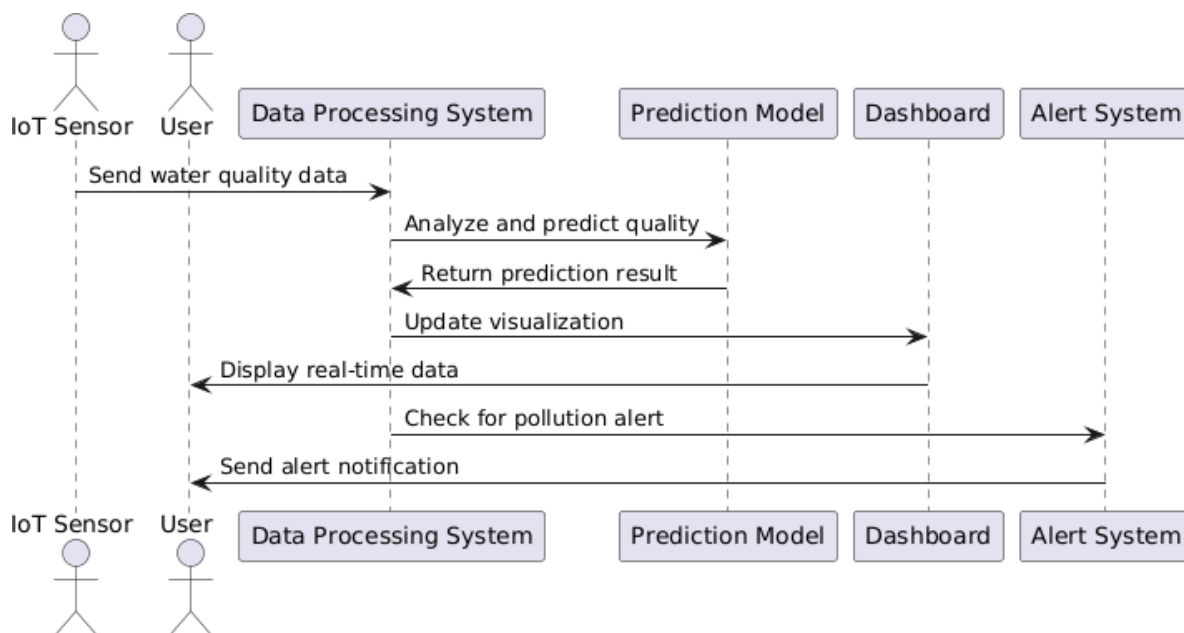 IoT Sensor
User
Data Processing System
Prediction Model
Dashboard
Alert System
Send water quality data
Analyze and predict quality
Return prediction result
Update visualization
Display real-time data
Check for pollution alert
Send alert notification
IoT Sensor
User
Data Processing System
Prediction Model
Dashboard
Alert System